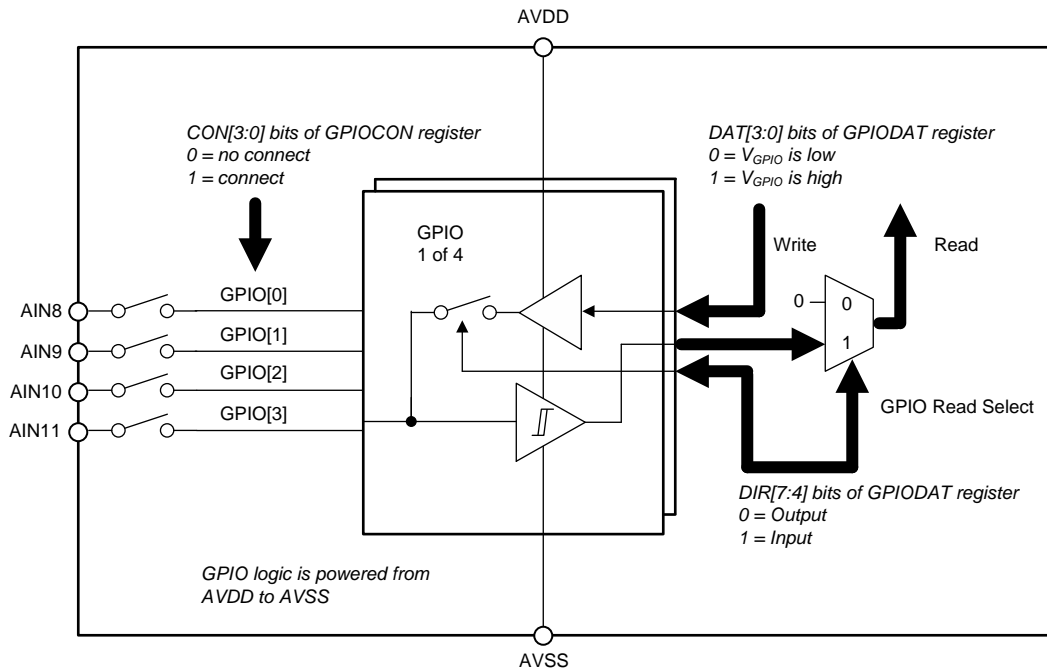 AVDD
CON[3:0] bits of GPIOCON register
0 = no connect
1 = connect
DAT[3:0] bits of GPIODAT register
0 = VGPIO is low
1 = VGPIO is high
GPIO
1 of 4
Write
Read
AIN8
GPIO[0]
0
0
AIN9
GPIO[1]
1
AIN10
GPIO[2]
AIN11
GPIO[3]
GPIO Read Select
DIR[7:4] bits of GPIODAT register
0 = Output
1 = Input
GPIO logic is powered from
AVDD to AVSS
AVSS